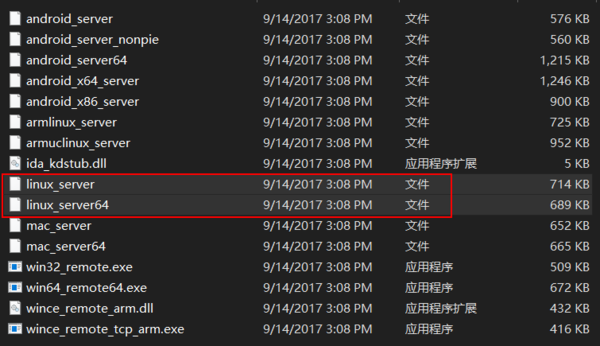 android_server 9/14/2017 3:08 PM 文件 576 KB
android_server_nonpie 9/14/2017 3:08 PM 文件 560 KB
android_server64 9/14/2017 3:08 PM 文件 1,215 KB
android_x64_server 9/14/2017 3:08 PM 文件 1,246 KB
android_x86_server 9/14/2017 3:08 PM 文件 900 KB
armlinux_server 9/14/2017 3:08 PM 文件 725 KB
armuclinux_server 9/14/2017 3:08 PM 文件 952 KB
ida_kdstub.dll 9/14/2017 3:08 PM 应用程序扩展 5 KB
linux_server 9/14/2017 3:08 PM 文件 714 KB
linux_server64 9/14/2017 3:08 PM 文件 689 KB
mac_server 9/14/2017 3:08 PM 文件 652 KB
mac_server64 9/14/2017 3:08 PM 文件 665 KB
win32_remote.exe 9/14/2017 3:08 PM 应用程序 509 KB
win64_remote64.exe 9/14/2017 3:08 PM 应用程序 672 KB
wince_remote_arm.dll 9/14/2017 3:08 PM 应用程序扩展 432 KB
wince_remote_tcp_arm.exe 9/14/2017 3:08 PM 应用程序 416 KB